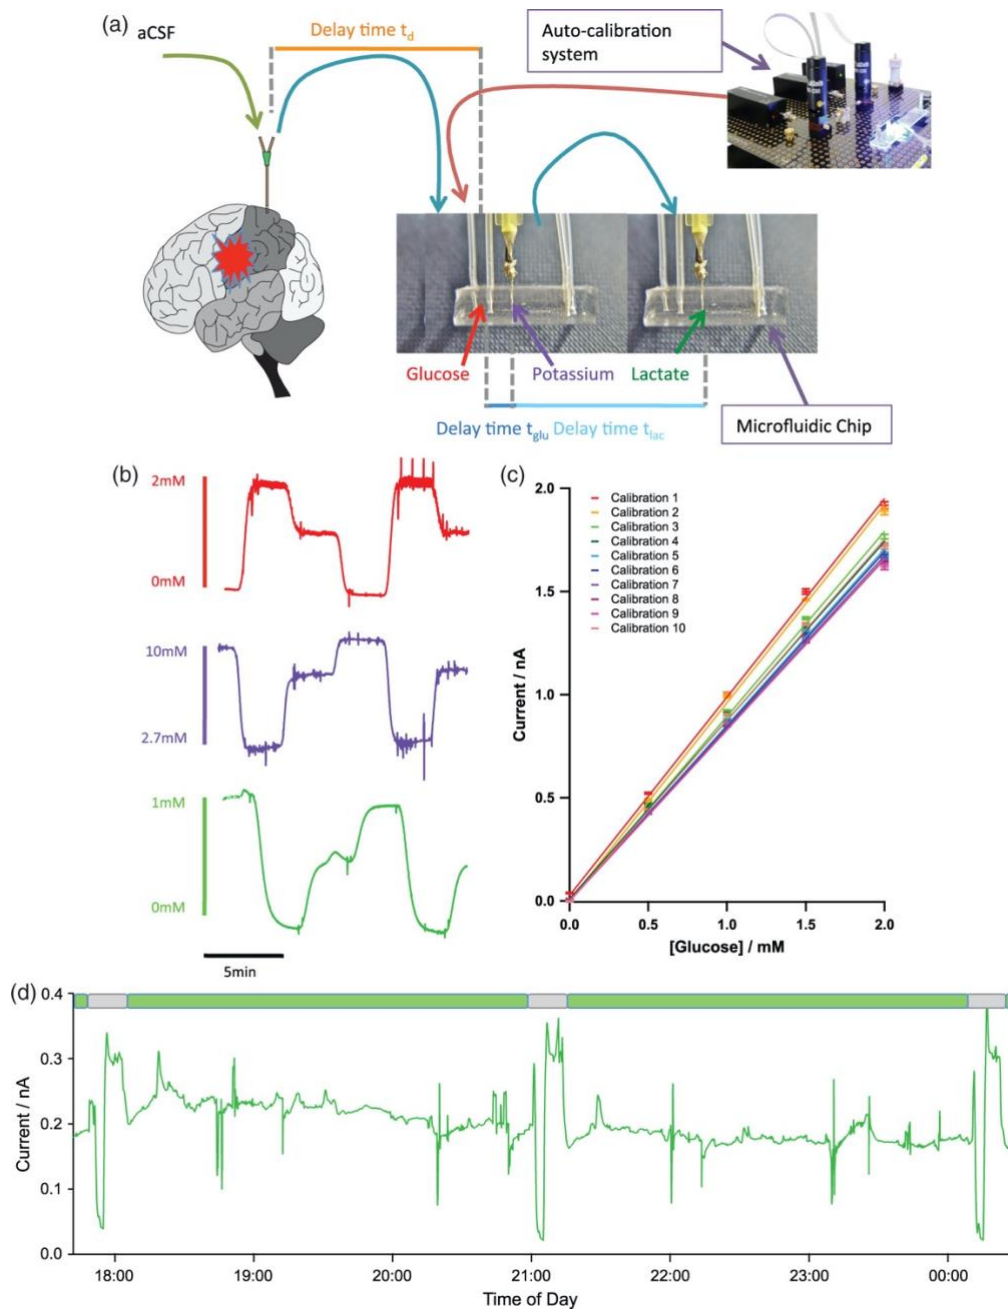 (a)
aCSF
Delay time td
Auto-calibration
system
Glucose
Potassium
Lactate
Delay time tglu Delay time tlac
Microfluidic Chip
(b)
2mM
0mM
10mM
2.7mM
1mM
0mM
5min
(c)
2.0
1.5
1.0
0.5
0.0
Current / nA
Calibration 1
Calibration 2
Calibration 3
Calibration 4
Calibration 5
Calibration 6
Calibration 7
Calibration 8
Calibration 9
Calibration 10
0.0 0.5 1.0 1.5 2.0
[Glucose] / mM
(d)
0.4
0.3
0.2
0.1
0.0
Current / nA
18:00 19:00 20:00 21:00 22:00 23:00 00:00
Time of Day